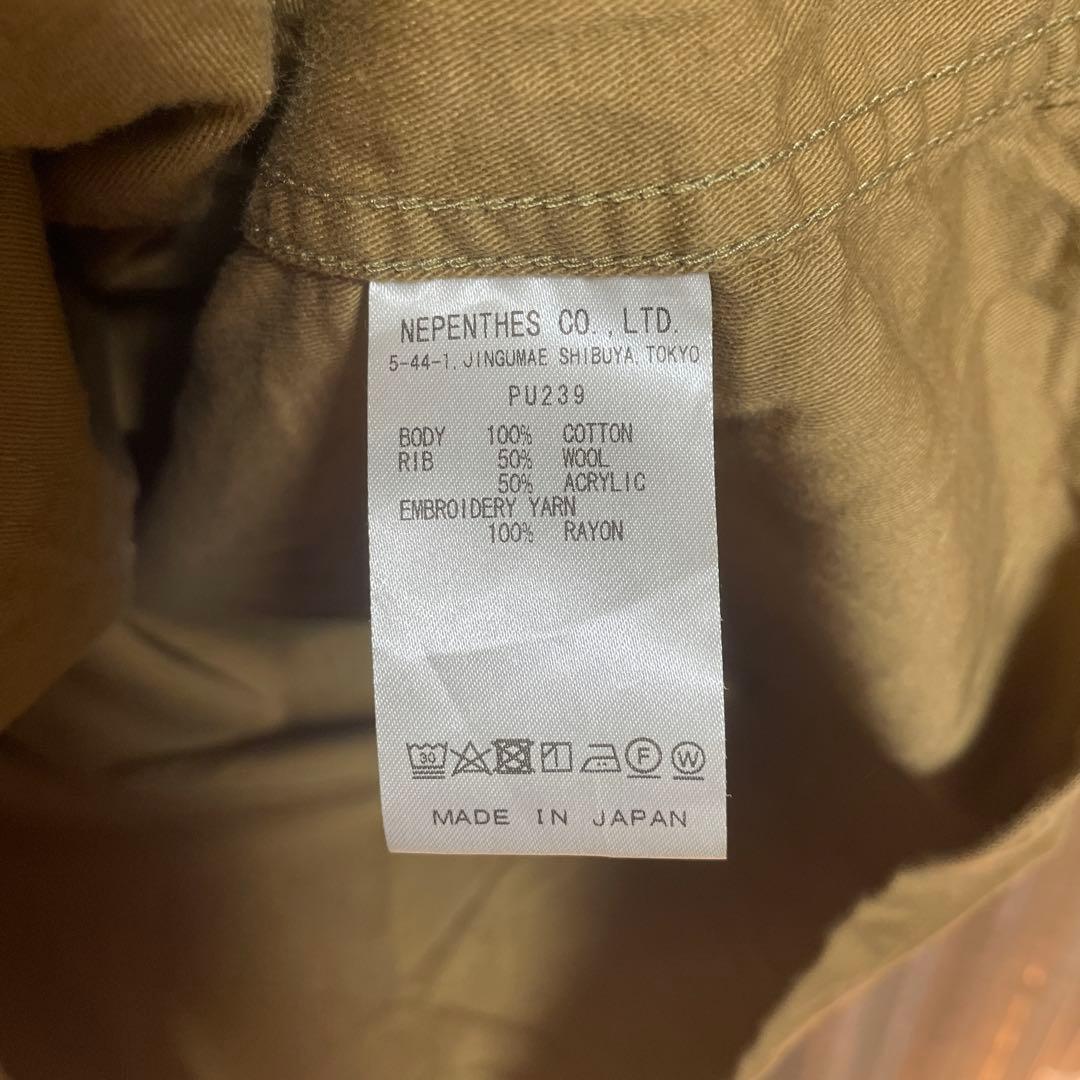 NEPENTHES CO., LTD.
5-44-1, JINGUMAE SHIBUYA TOKYO
PU239
BODY 100% COTTON
RIB 50% WOOL
50% ACRYLIC
EMBROIDERY YARN
100% RAYON
30 F W
MADE IN JAPAN